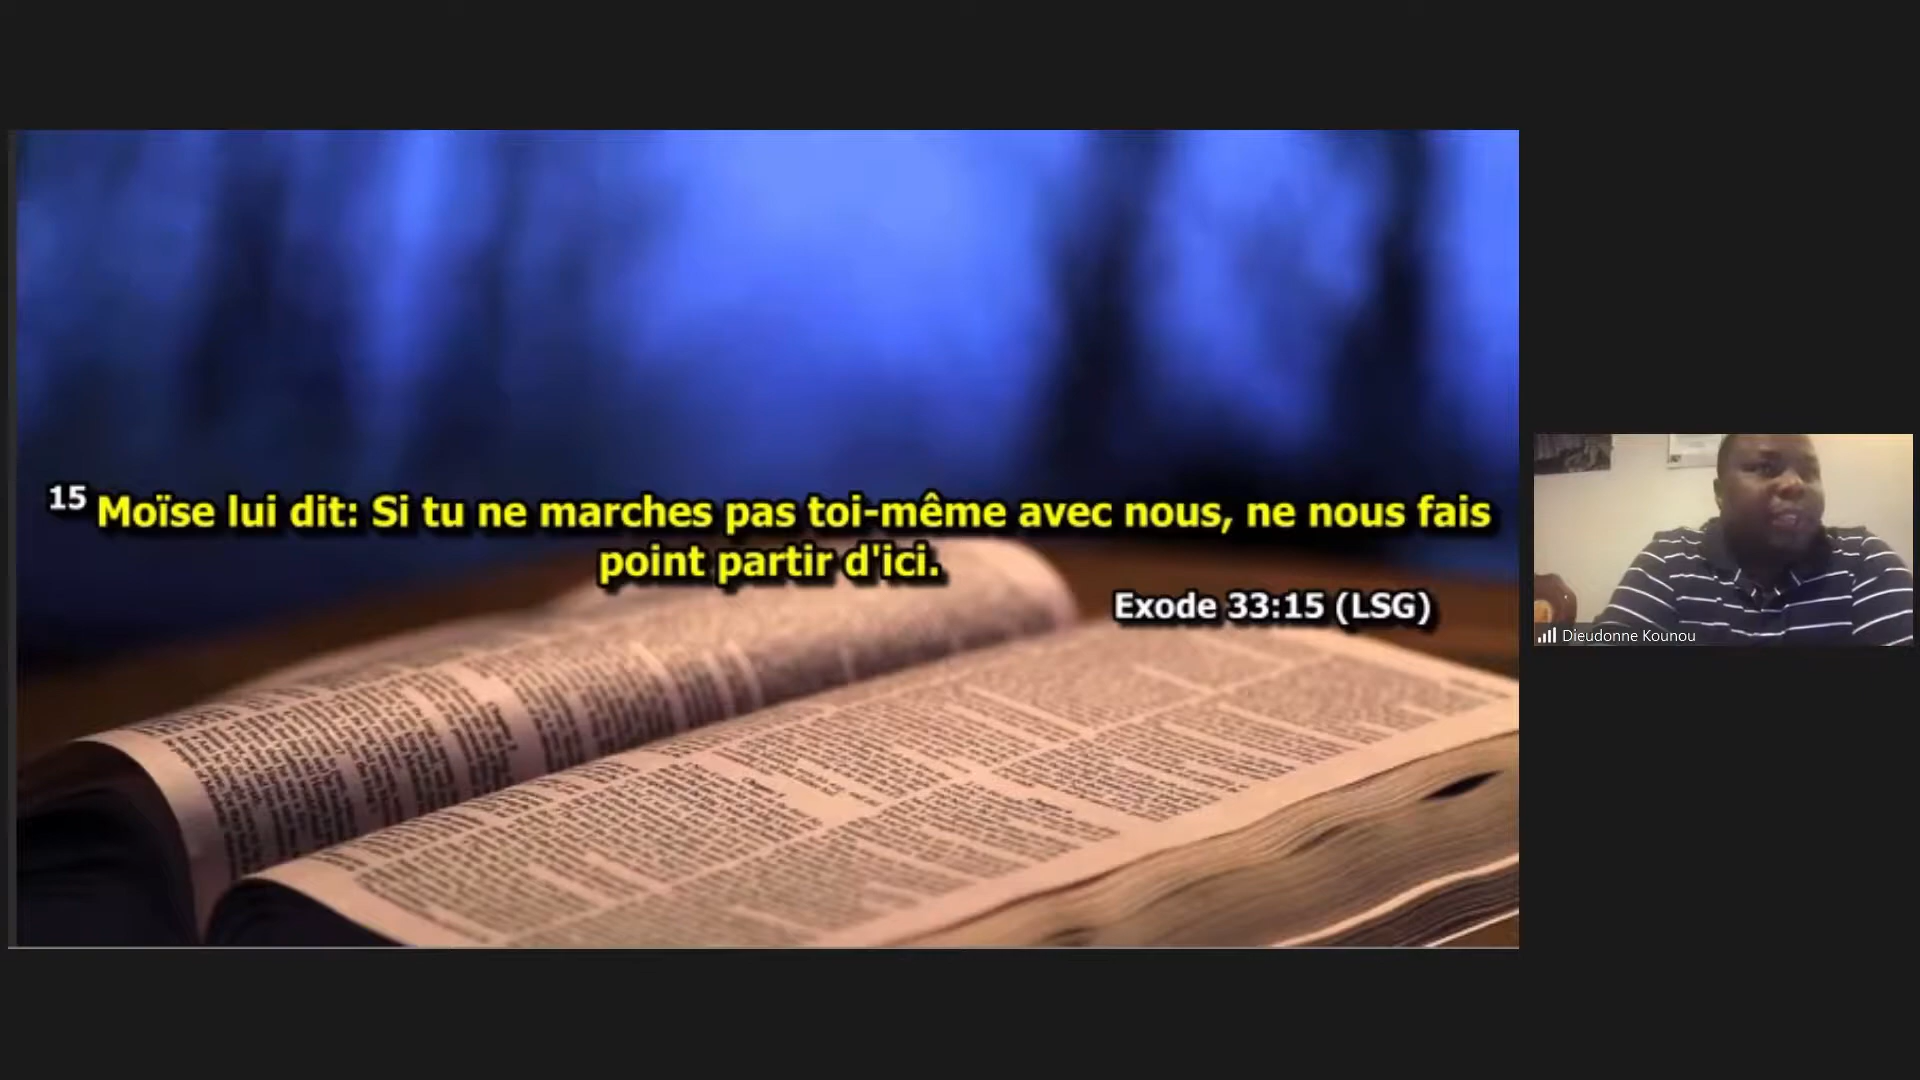 15 Moïse lui dit: Si tu ne marches pas toi-même avec nous, ne nous fais
point partir d'ici.
Exode 33:15 (LSG)
Dieudonne Kounou